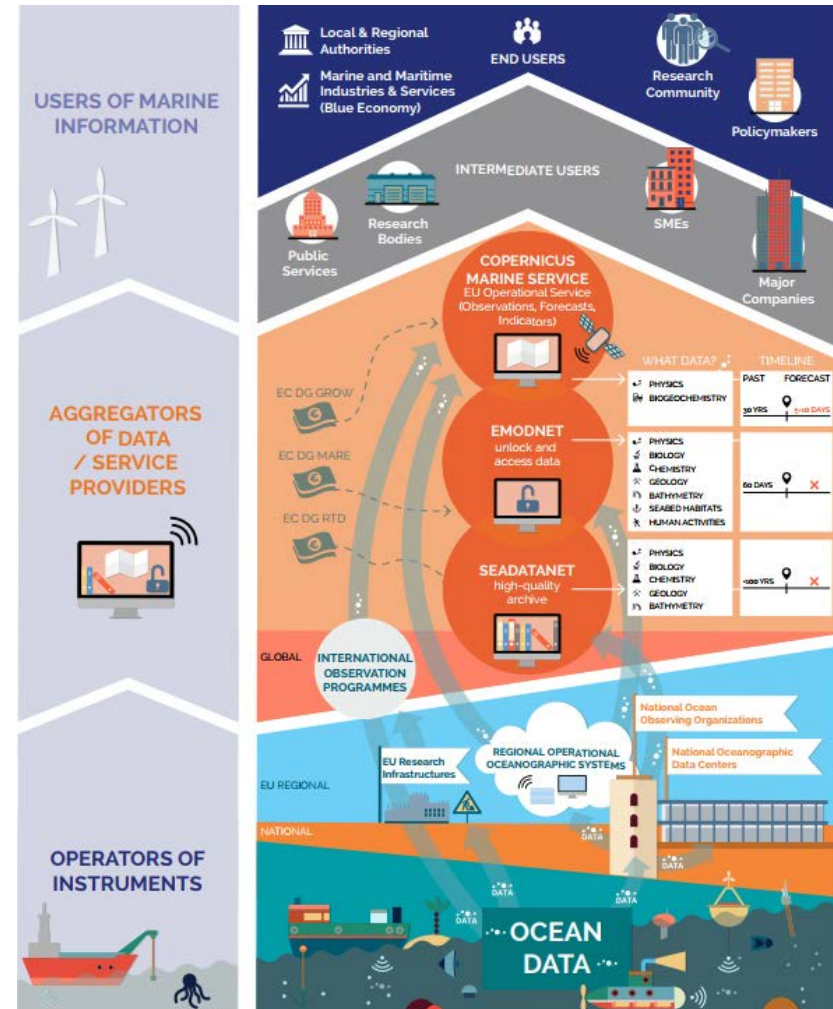 USERS OF MARINE
INFORMATION
AGGREGATORS
OF DATA
/ SERVICE
PROVIDERS
OPERATORS OF
INSTRUMENTS
Local & Regional
Authorities
Marine and Maritime
Industries & Services
(Blue Economy)
END USERS
Research
Community
Policymakers
INTERMEDIATE USERS
Public
Services
Research
Bodies
SMEs
Major
Companies
COPERNICUS
MARINE SERVICE
EU Operational Service
(Observations, Forecasts,
Indicators)
EC DG GROW
EC DG MARE
EC DG RTD
EMODNET
unlock and
access data
SEADATANET
high-quality
archive
WHAT DATA?
TIMELINE
PHYSICS
BIOGEOCHEMISTRY
PAST FORECAST
30 YRS 5-10 DAYS
PHYSICS
BIOLOGY
CHEMISTRY
GEOLOGY
BATHYMETRY
SEABED HABITATS
HUMAN ACTIVITIES
60 DAYS
PHYSICS
BIOLOGY
CHEMISTRY
GEOLOGY
BATHYMETRY
<100 YRS
GLOBAL
INTERNATIONAL
OBSERVATION
PROGRAMMES
National Ocean
Observing Organizations
National Oceanographic
Data Centers
EU Research
Infrastructures
REGIONAL OPERATIONAL
OCEANOGRAPHIC SYSTEMS
EU REGIONAL
NATIONAL
DATA
DATA
DATA
DATA
DATA
OCEAN
DATA